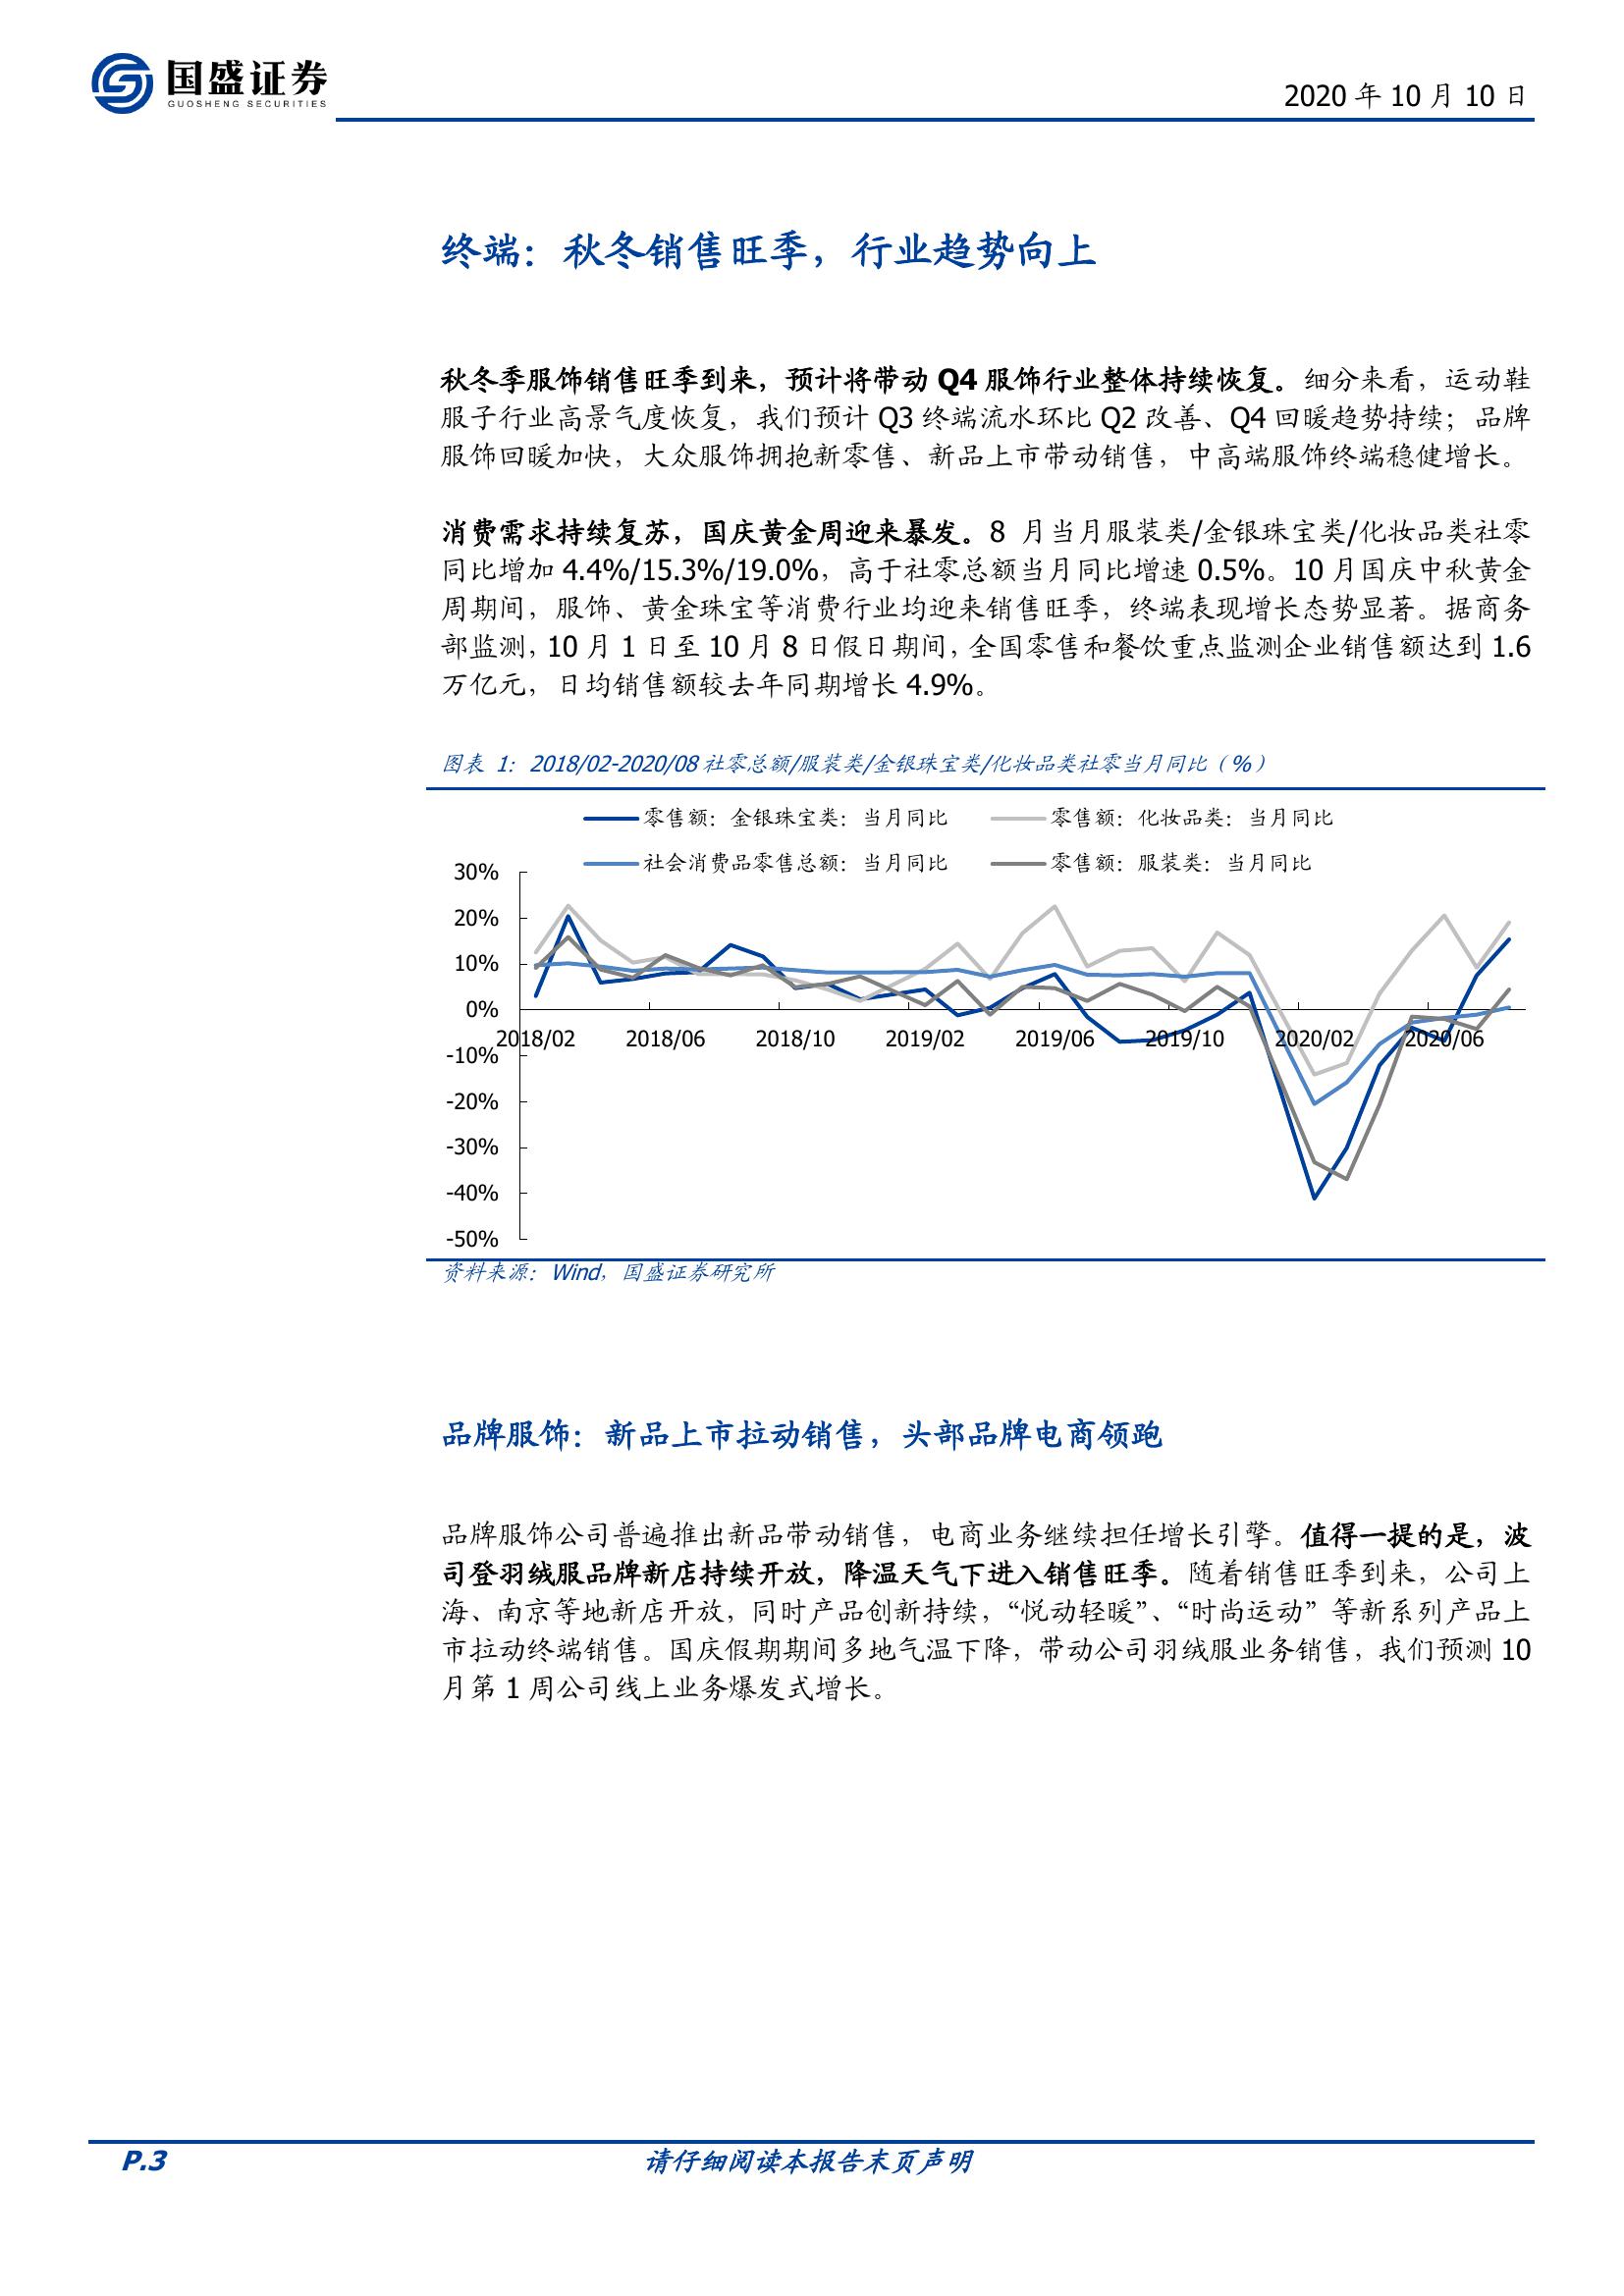 国盛证券
GUOSHENG SECURITIES
2020 年 10 月 10 日
终端：秋冬销售旺季，行业趋势向上
秋冬季服饰销售旺季到来，预计将带动 Q4 服饰行业整体持续恢复。细分来看，运动鞋
服子行业高景气度恢复，我们预计 Q3 终端流水环比 Q2 改善、Q4 回暖趋势持续；品牌
服饰回暖加快，大众服饰拥抱新零售、新品上市带动销售，中高端服饰终端稳健增长。
消费需求持续复苏，国庆黄金周迎来暴发。8 月当月服装类/金银珠宝类/化妆品类社零
同比增加 4.4%/15.3%/19.0%，高于社零总额当月同比增速 0.5%。10 月国庆中秋黄金
周期间，服饰、黄金珠宝等消费行业均迎来销售旺季，终端表现增长态势显著。据商务
部监测，10 月 1 日至 10 月 8 日假日期间，全国零售和餐饮重点监测企业销售额达到 1.6
万亿元，日均销售额较去年同期增长 4.9%。
图表 1：2018/02-2020/08 社零总额/服装类/金银珠宝类/化妆品类社零当月同比（%）
零售额：金银珠宝类：当月同比
零售额：化妆品类：当月同比
社会消费品零售总额：当月同比
零售额：服装类：当月同比
30%
20%
10%
0%
2018/02 2018/06 2018/10 2019/02 2019/06 2019/10 2020/02 2020/06
-10%
-20%
-30%
-40%
-50%
资料来源：Wind，国盛证券研究所
品牌服饰：新品上市拉动销售，头部品牌电商领跑
品牌服饰公司普遍推出新品带动销售，电商业务继续担任增长引擎。值得一提的是，波
司登羽绒服品牌新店持续开放，降温天气下进入销售旺季。随着销售旺季到来，公司上
海、南京等地新店开放，同时产品创新持续，“悦动轻暖”、“时尚运动”等新系列产品上
市拉动终端销售。国庆假期期间多地气温下降，带动公司羽绒服业务销售，我们预测 10
月第 1 周公司线上业务爆发式增长。
P.3
请仔细阅读本报告末页声明